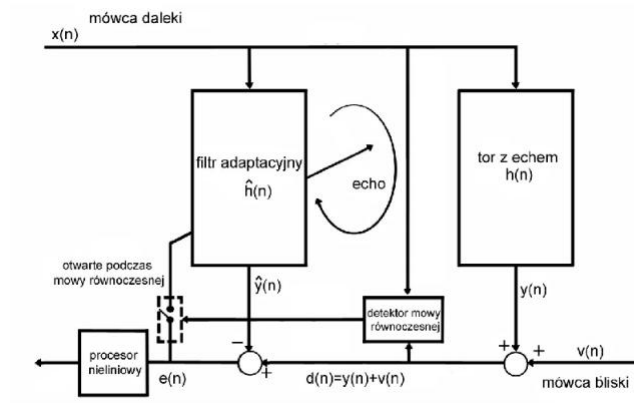 mówca daleki
x(n)
filtr adaptacyjny
ĥ(n)
echo
tor z echem
h(n)
otwarte podczas
mowy równoczesnej
ŷ(n)
y(n)
detektor mowy
równoczesnej
procesor
nieliniowy
e(n)
−
+
d(n)=y(n)+v(n)
+
+
v(n)
mówca bliski